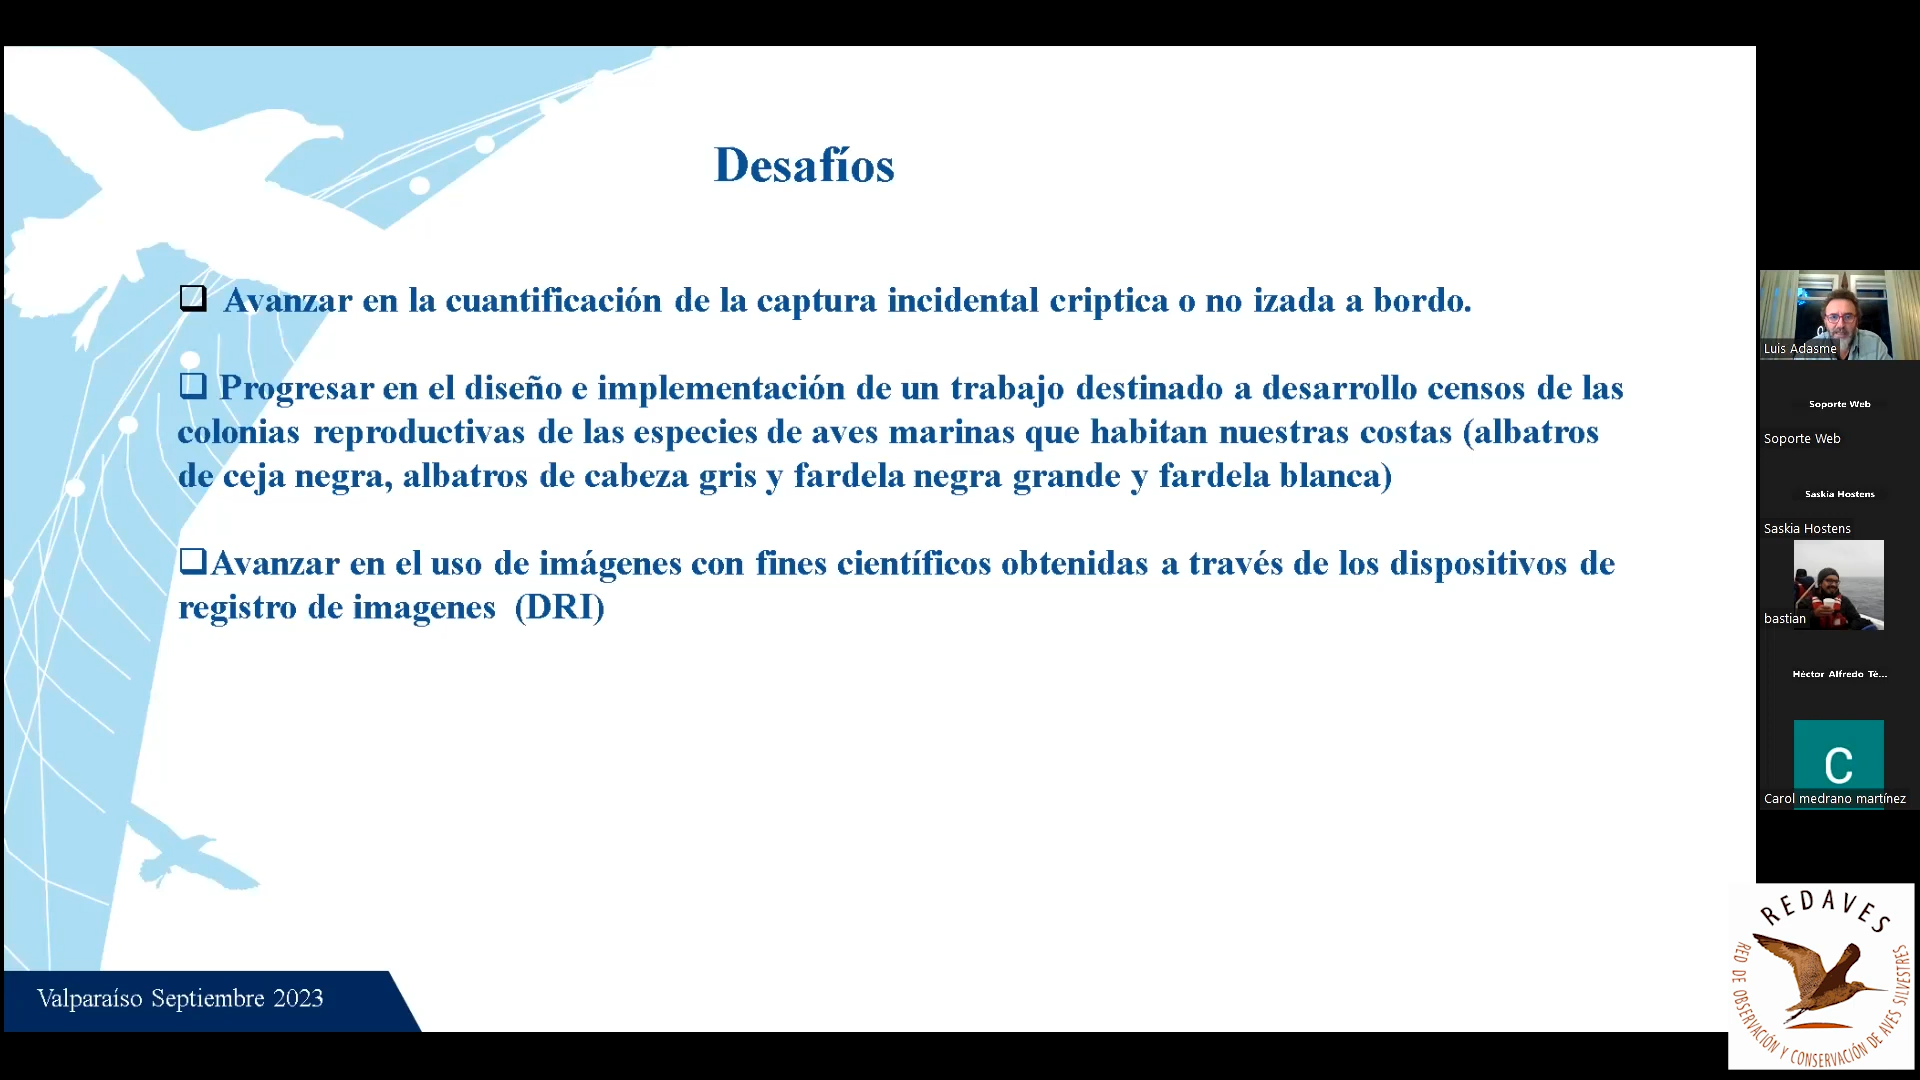 Desafíos
Avanzar en la cuantificación de la captura incidental criptica o no izada a bordo.
Progresar en el diseño e implementación de un trabajo destinado a desarrollo censos de las
colonias reproductivas de las especies de aves marinas que habitan nuestras costas (albatros
de ceja negra, albatros de cabeza gris y fardela negra grande y fardela blanca)
Avanzar en el uso de imágenes con fines científicos obtenidas a través de los dispositivos de
registro de imagenes (DRI)
Valparaíso Septiembre 2023
Luis Adasme
Soporte Web
Soporte Web
Saskia Hostens
Saskia Hostens
bastian
Héctor Alfredo Té...
C
Carol medrano martínez
REDAVES
RED DE OBSERVACIÓN Y CONSERVACIÓN DE AVES SILVESTRES